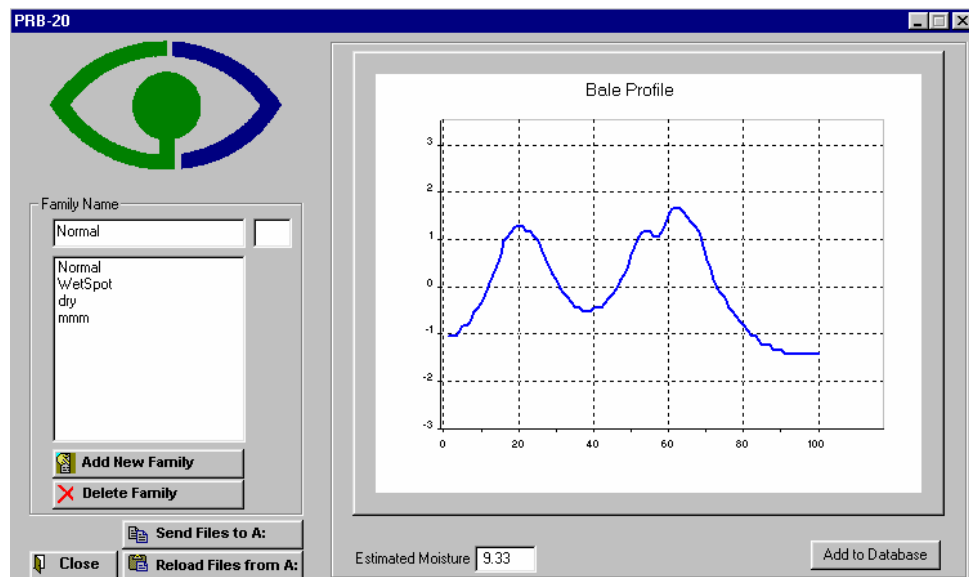 PRB-20
Family Name
Normal
Normal
WetSpot
dry
mmm
Add New Family
Delete Family
Send Files to A:
Close
Reload Files from A:
Bale Profile
3
2
1
0
-1
-2
-3
0 20 40 60 80 100
Estimated Moisture 9.33
Add to Database